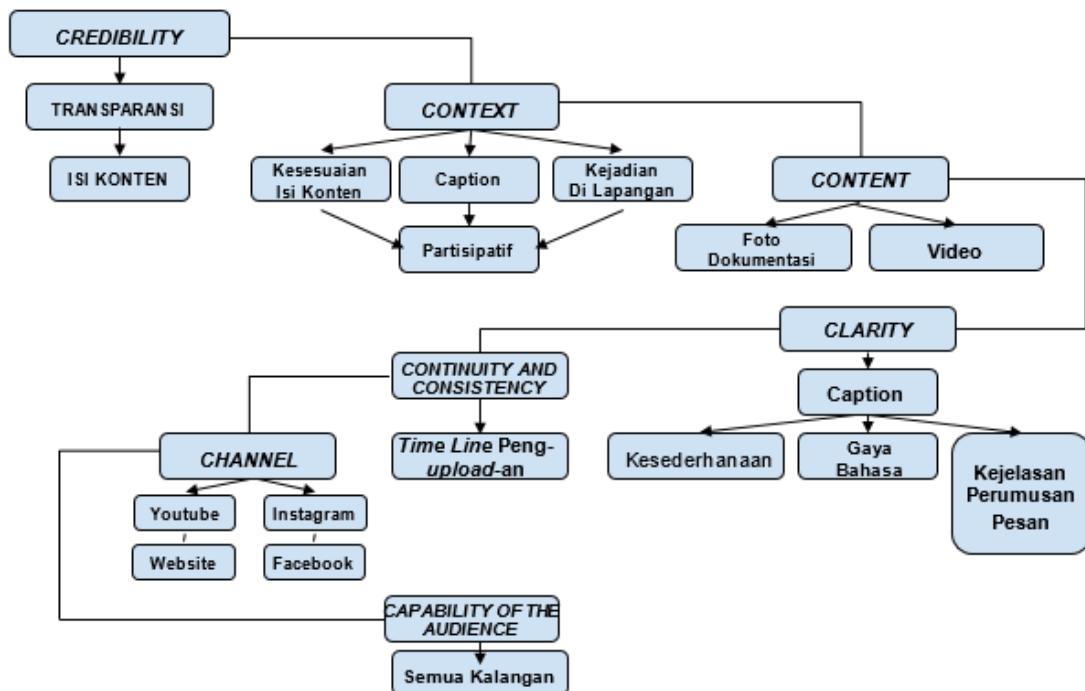 CREDIBILITY
TRANSPARANSI
ISI KONTEN
CONTEXT
Kesesuaian
Isi Konten
Caption
Kejadian
Di Lapangan
Partisipatif
CONTENT
Foto
Dokumentasi
Video
CLARITY
Caption
Kesederhanaan
Gaya
Bahasa
Kejelasan
Perumusan
Pesan
CONTINUITY AND
CONSISTENCY
Time Line Peng-
upload-an
CHANNEL
Youtube
Instagram
Website
Facebook
CAPABILITY OF THE
AUDIENCE
Semua Kalangan